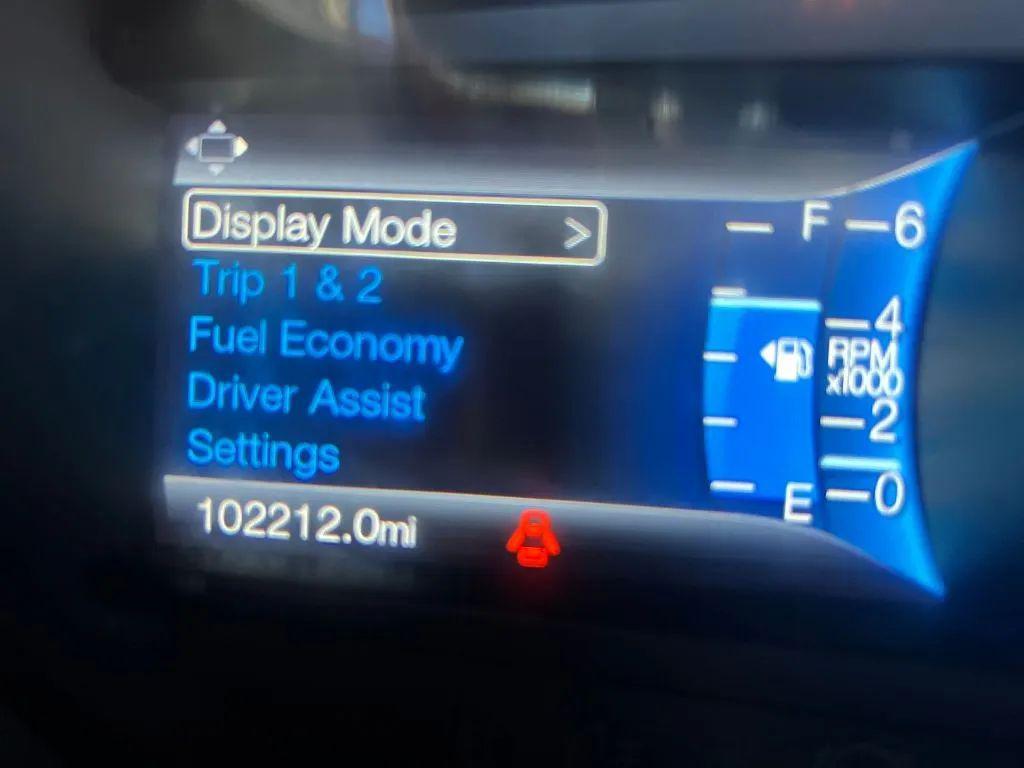 Display Mode >
Trip 1 & 2
Fuel Economy
Driver Assist
Settings
102212.0mi
F
E
6
4
RPM
x1000
2
0